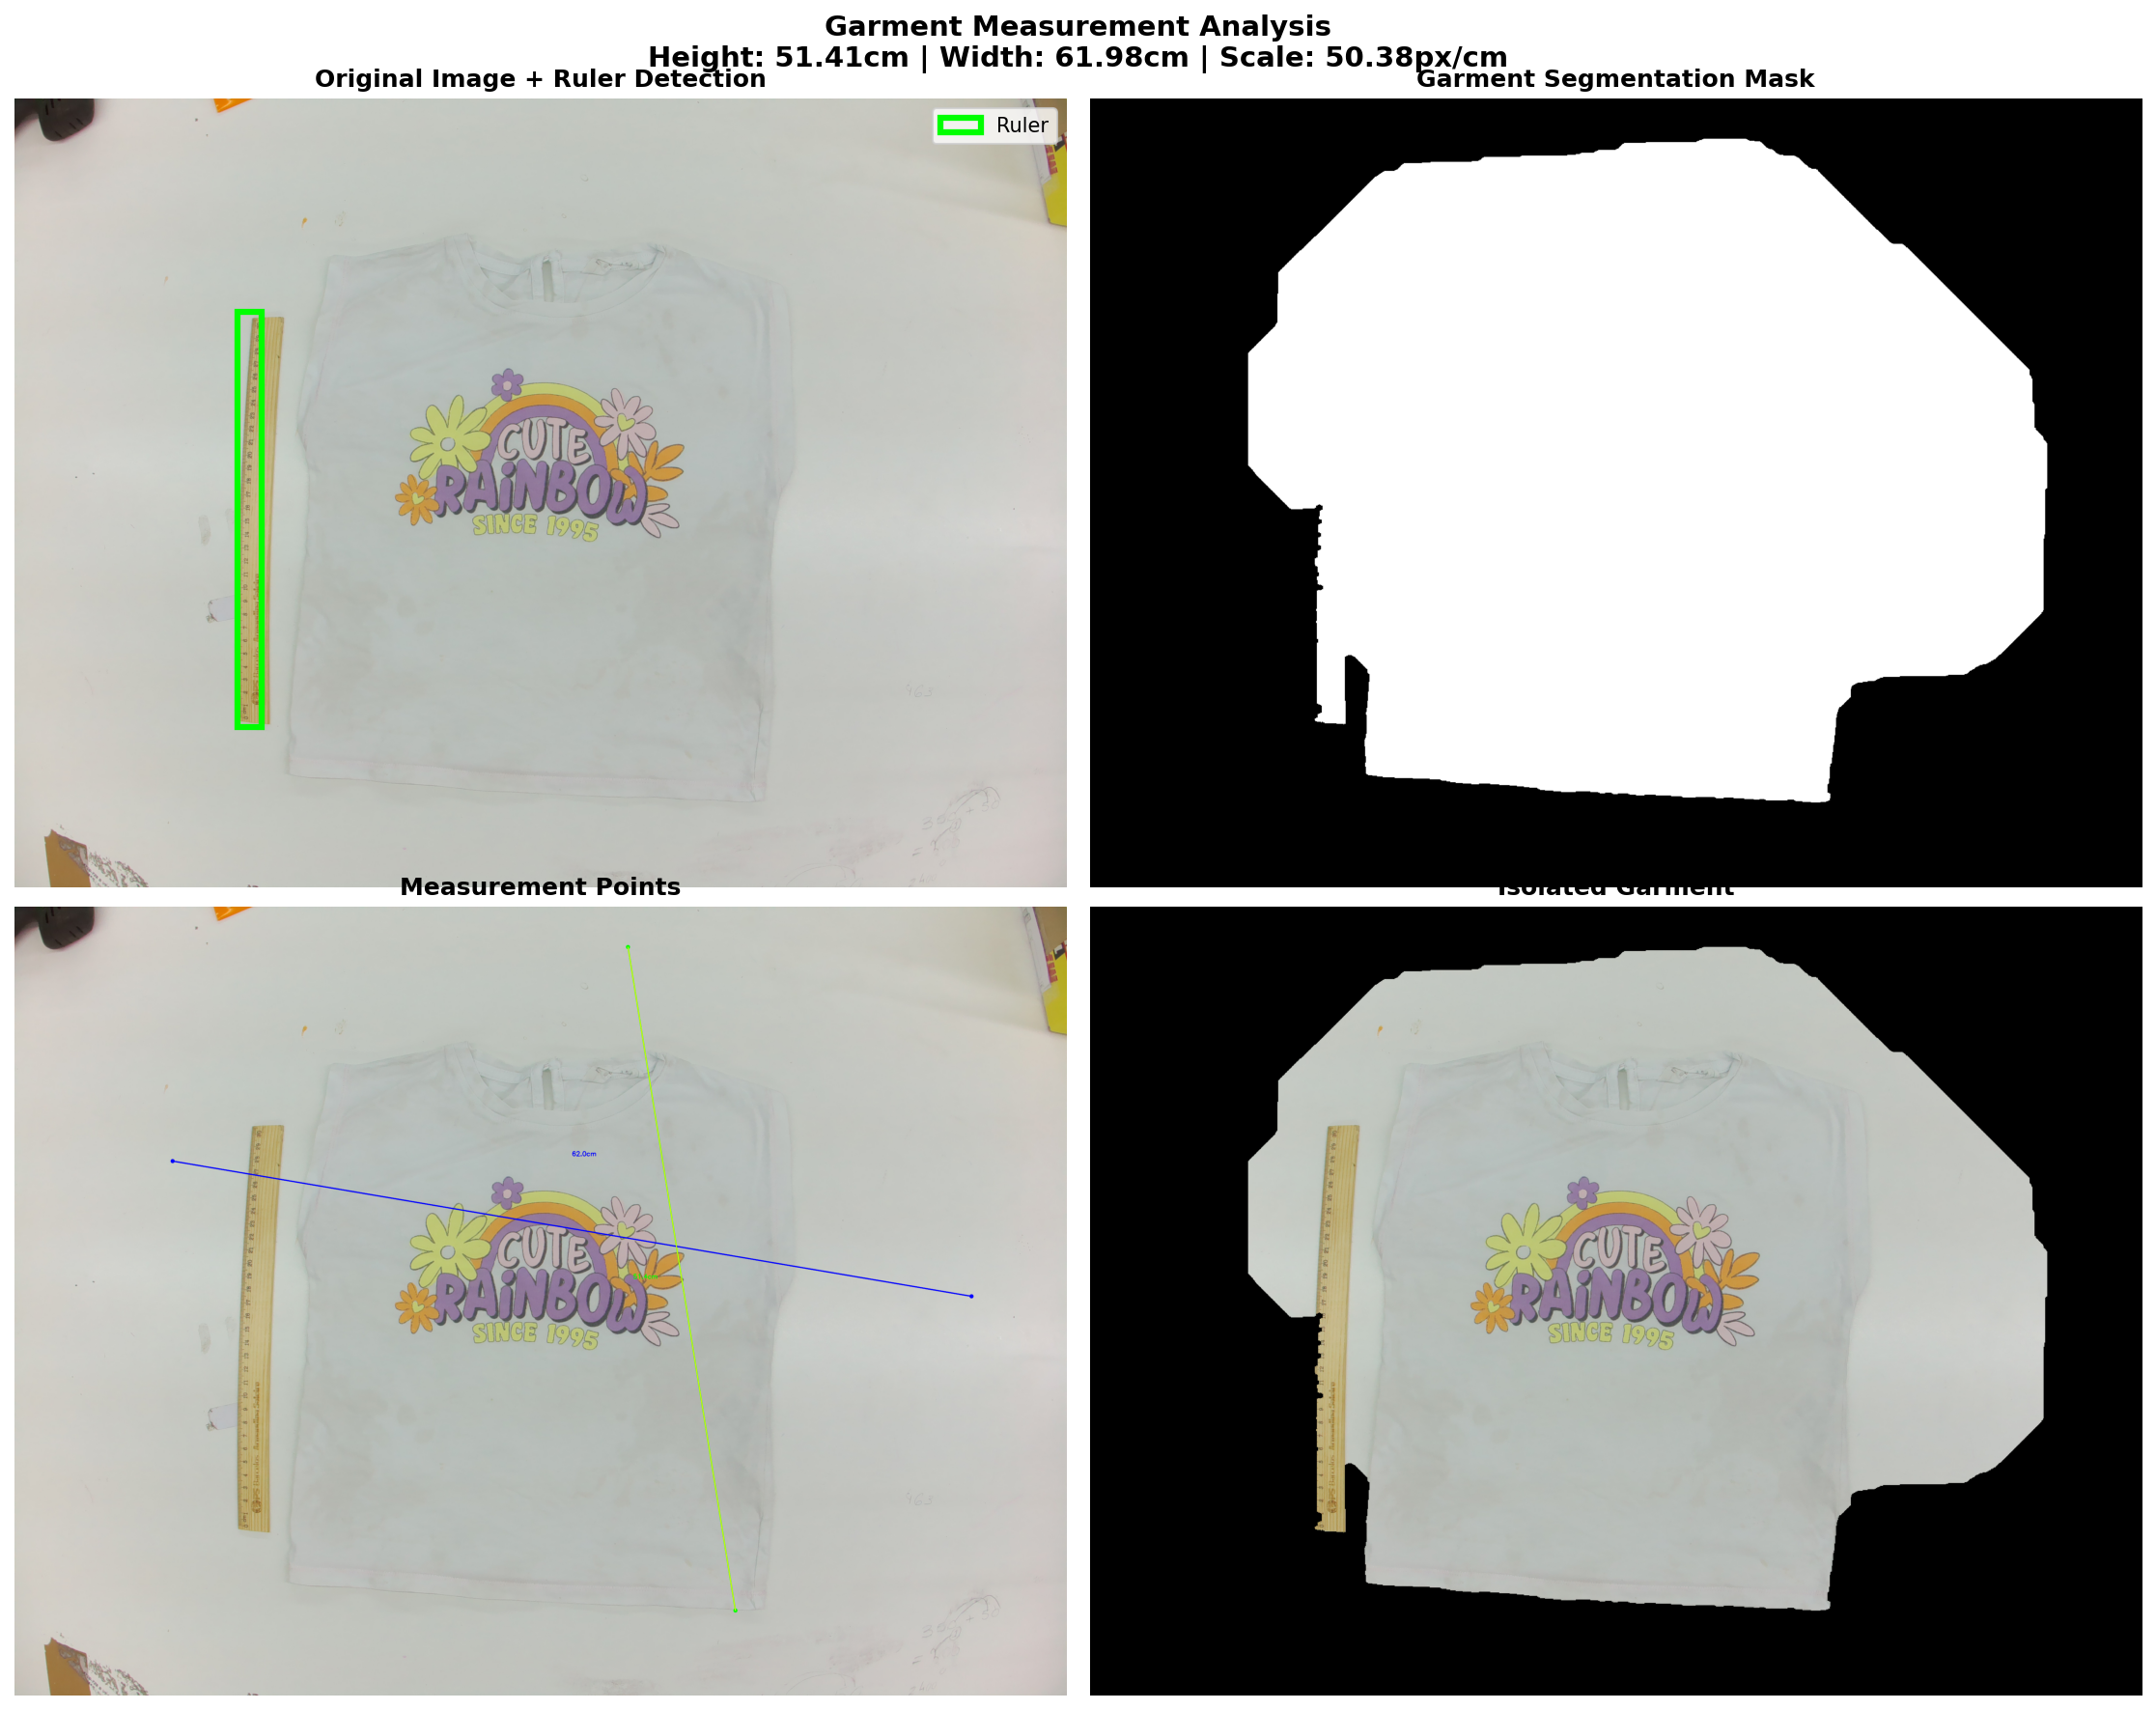 Garment Measurement Analysis
Height: 51.41cm | Width: 61.98cm | Scale: 50.38px/cm
Original Image + Ruler Detection
Garment Segmentation Mask
Ruler
CUTE
RAiNBOW
SINCE 1995
Measurement Points
Isolated Garment
62.0cm
CUTE
RAiNBOW
SINCE 1995
CUTE
RAiNBOW
SINCE 1995